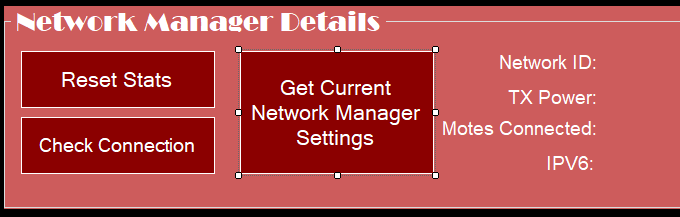 Network Manager Details
Reset Stats
Check Connection
Get Current
Network Manager
Settings
Network ID:
TX Power:
Motes Connected:
IPV6: